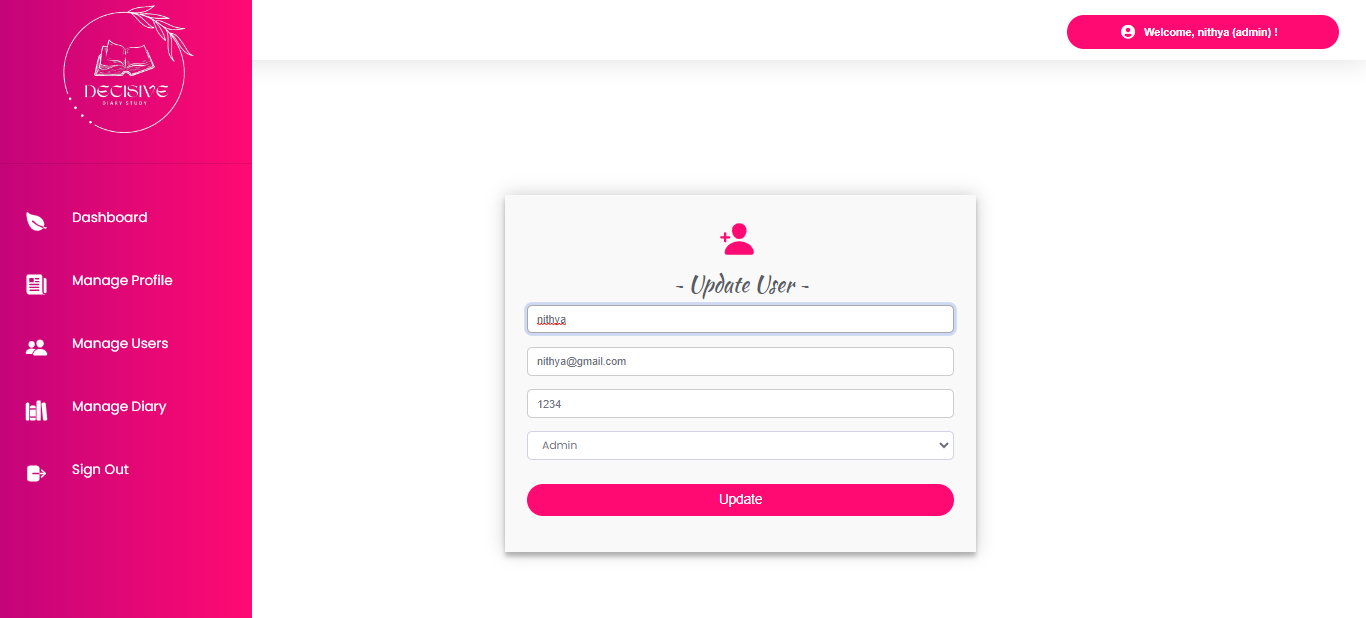 DECISIVE
DIARY STUDY
Welcome, nithya (admin) !
Dashboard
Manage Profile
Manage Users
Manage Diary
Sign Out
~ Update User ~
nithya
nithya@gmail.com
1234
Admin
Update